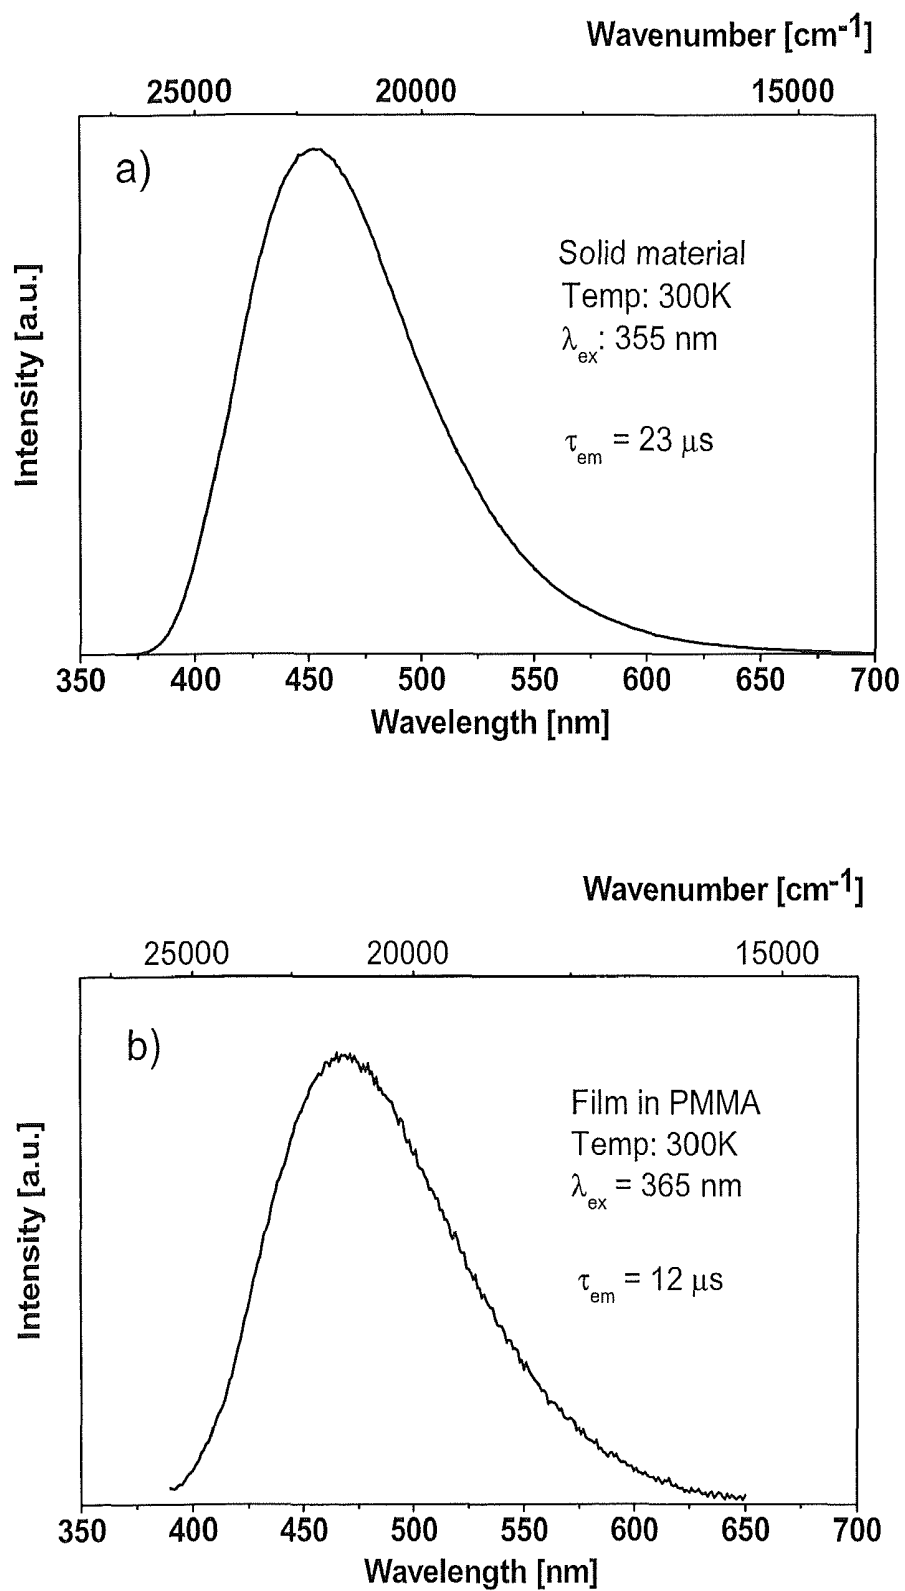 Wavenumber [cm-1]
25000 20000 15000
a)
Solid material
Temp: 300K
λex: 355 nm
τem = 23 μs
Intensity [a.u.]
350 400 450 500 550 600 650 700
Wavelength [nm]
Wavenumber [cm-1]
25000 20000 15000
b)
Film in PMMA
Temp: 300K
λex = 365 nm
τem = 12 μs
Intensity [a.u.]
350 400 450 500 550 600 650 700
Wavelength [nm]